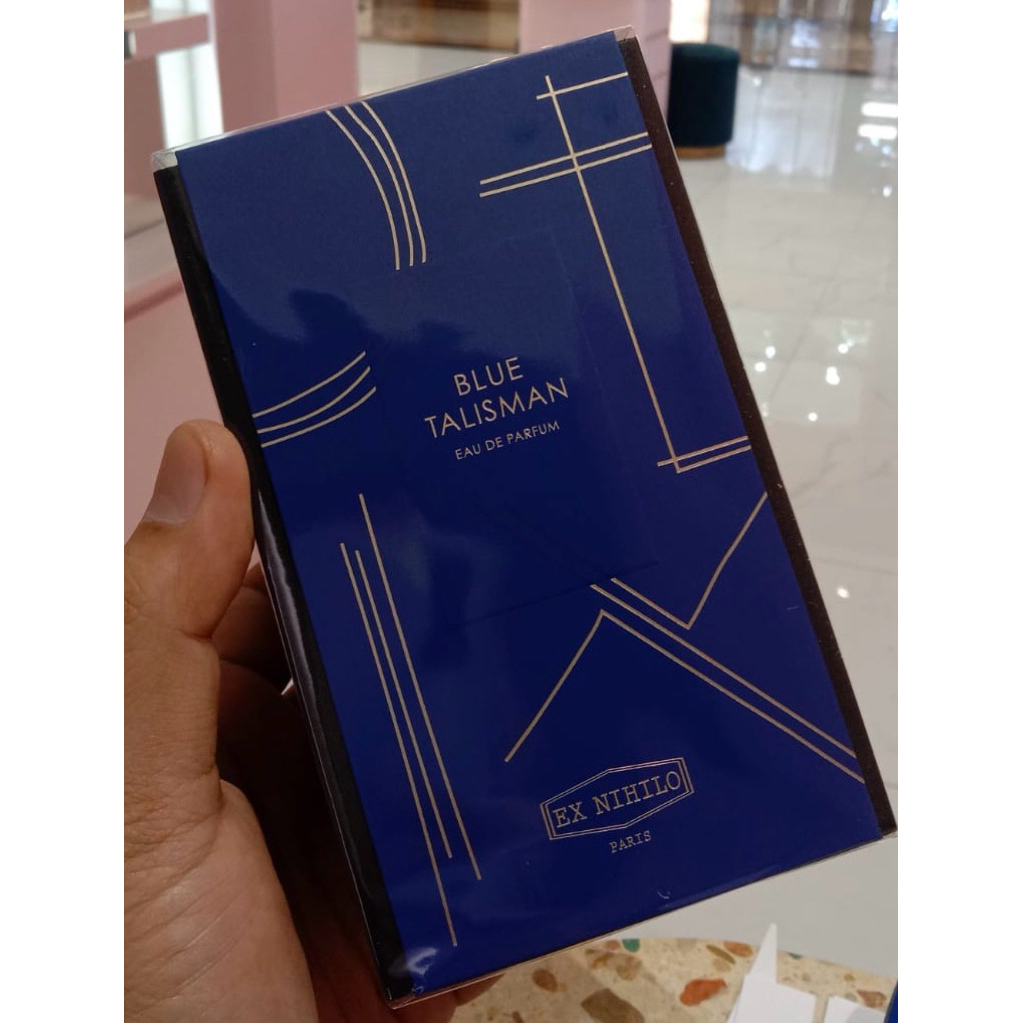 BLUE
TALISMAN
EAU DE PARFUM
EX NIHILO
PARIS